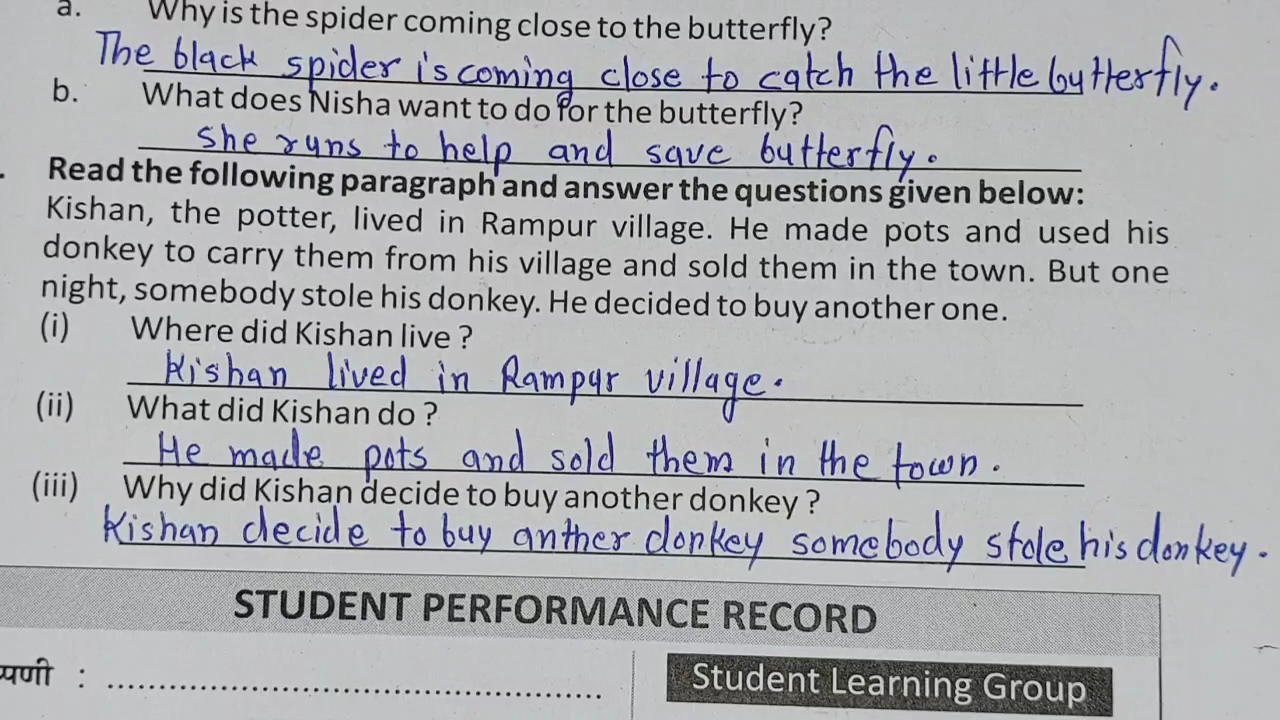 a. Why is the spider coming close to the butterfly?
The black spider is coming close to catch the little butterfly.
b. What does Nisha want to do for the butterfly?
She runs to help and save butterfly.
Read the following paragraph and answer the questions given below:
Kishan, the potter, lived in Rampur village. He made pots and used his
donkey to carry them from his village and sold them in the town. But one
night, somebody stole his donkey. He decided to buy another one.
(i) Where did Kishan live ?
Kishan lived in Rampur village.
(ii) What did Kishan do ?
He made pots and sold them in the town.
(iii) Why did Kishan decide to buy another donkey ?
Kishan decide to buy anther donkey somebody stole his donkey.
STUDENT PERFORMANCE RECORD
पणी : ................................................
Student Learning Group